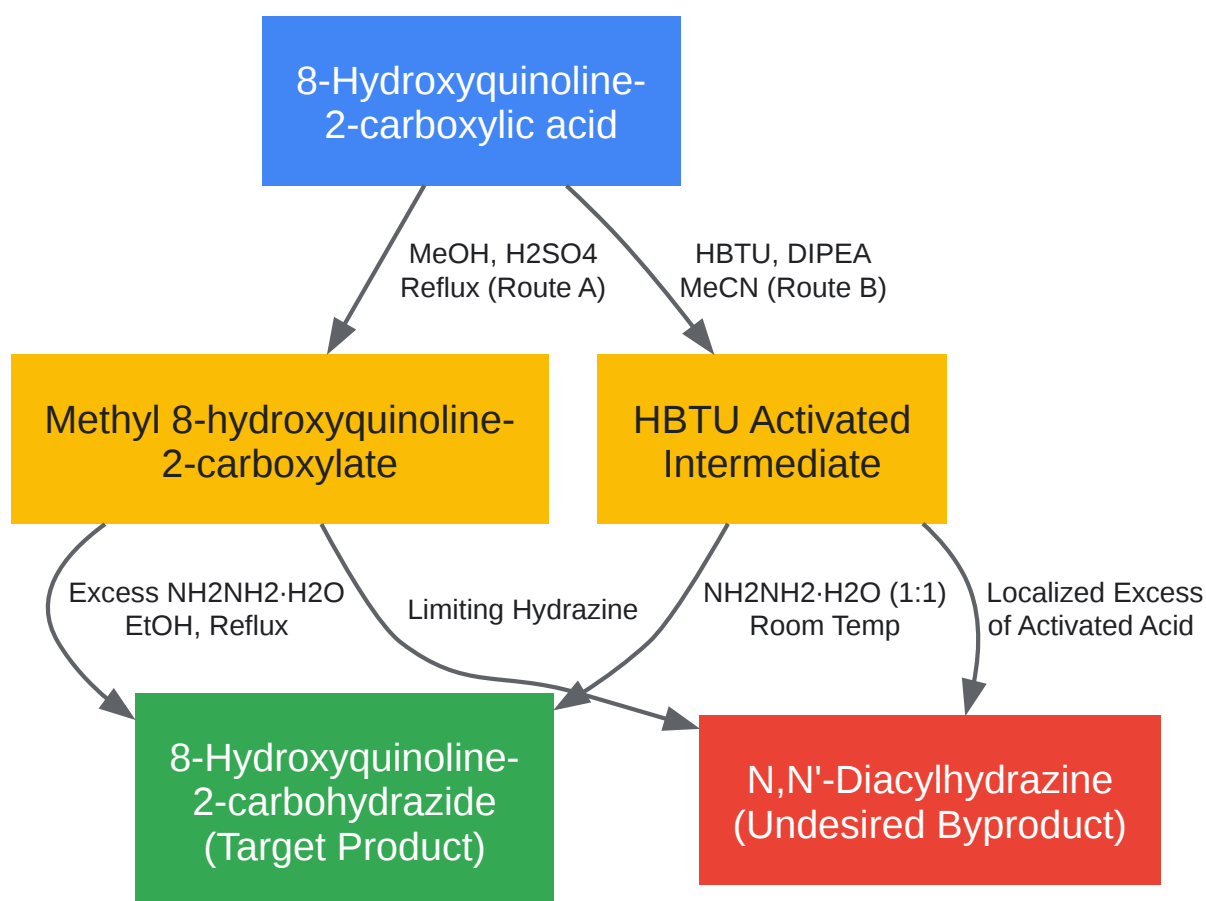 8-Hydroxyquinoline-
2-carboxylic acid
MeOH, H2SO4
Reflux (Route A)
HBTU, DIPEA
MeCN (Route B)
Methyl 8-hydroxyquinoline-
2-carboxylate
HBTU Activated
Intermediate
Excess NH2NH2·H2O
EtOH, Reflux
Limiting Hydrazine
NH2NH2·H2O (1:1)
Room Temp
Localized Excess
of Activated Acid
8-Hydroxyquinoline-
2-carbohydrazide
(Target Product)
N,N'-Diacylhydrazine
(Undesired Byproduct)